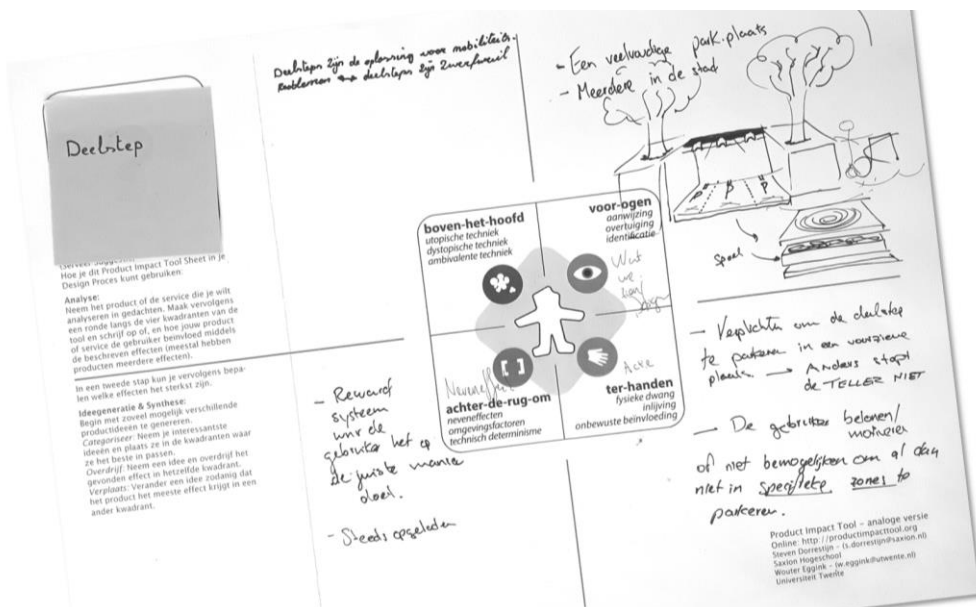 Deelstep
Hoe je dit Product Impact Tool Sheet in je
Design Proces kunt gebruiken:
Analyse:
Neem het product of de service die je wilt
analyseren in gedachten. Maak vervolgens
een ronde langs de vier kwadranten van de
tool en schrijf op of, en hoe jouw product
of service de gebruiker beinvloed middels
de beschreven effecten (meestal hebben
producten meerdere effecten).
In een tweede stap kun je vervolgens bepa-
len welke effecten het sterkst zijn.
Ideegeneratie & Synthese:
Begin met zoveel mogelijk verschillende
productideeen te genereren.
Categoriseer: Neem je interessantste
ideeen en plaats ze in de kwadranten waar
ze het beste in passen.
Overdrijf: Neem een idee en overdrijf het
gevonden effect in hetzelfde kwadrant.
Verplaats: Verander een idee zodanig dat
het product het meeste effect krijgt in een
ander kwadrant.
Deelsteps zijn de oplossing voor mobiliteits-
problemen deelsteps zijn zwerfvuil
- Een veelvoudige park.plaats
- Meerdere in de stad
P P P
Spoel
boven-het-hoofd
utopische techniek
dystopische techniek
ambivalente techniek
voor-ogen
aanwijzing
overtuiging
identificatie
Wat
we
Neveneffect
achter-de-rug-om
neveneffecten
omgevingsfactoren
technisch determinisme
ter-handen
fysieke dwang
inlijving
onbewuste beïnvloeding
- Reward
systeem
de
gebruiker het op
de juiste manier
doet.
- Steeds opgeladen
- Verplichten om de deelstep
te parkeren in een voorziene
plaats → Anders stopt
de TELLER NIET
- De gebruiker belonen/
of niet bemogelijken om al dan
niet in specifieke zones te
parkeren.
Product Impact Tool - analoge versie
Online: http://productimpacttool.org
Steven Dorrestijn - (s.dorrestijn@saxion.nl)
Saxion Hogeschool
Wouter Eggink - (w.eggink@utwente.nl)
Universiteit Twente